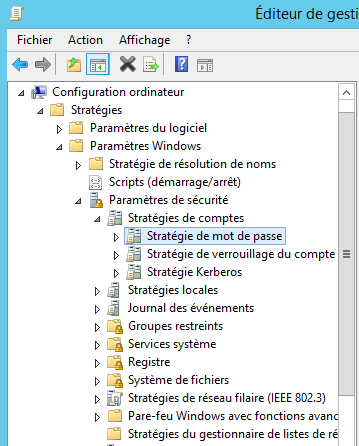 Éditeur de gesti
Fichier Action Affichage ?
Configuration ordinateur
Stratégies
Paramètres du logiciel
Paramètres Windows
Stratégie de résolution de noms
Scripts (démarrage/arrêt)
Paramètres de sécurité
Stratégies de comptes
Stratégie de mot de passe
Stratégie de verrouillage du compte
Stratégie Kerberos
Stratégies locales
Journal des événements
Groupes restreints
Services système
Registre
Système de fichiers
Stratégies de réseau filaire (IEEE 802.3)
Pare-feu Windows avec fonctions avanc
Stratégies du gestionnaire de listes de ré